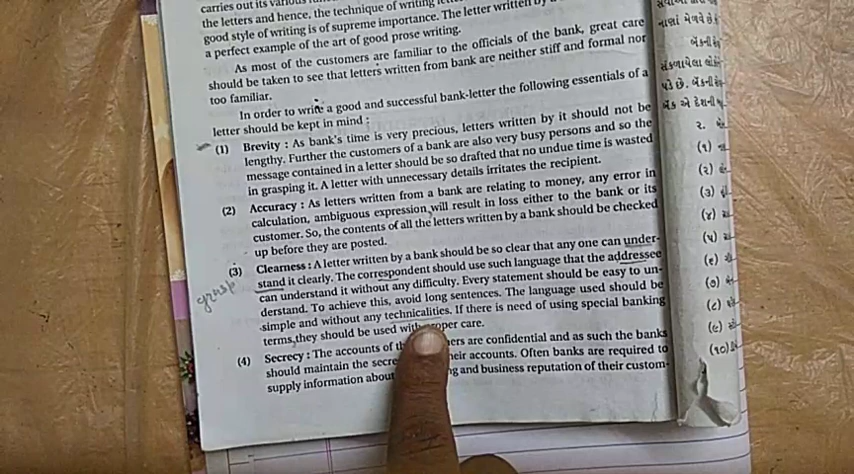 carries out its various
the letters and hence, the technique of writing
good style of writing is of supreme importance. The letter written by a
a perfect example of the art of good prose writing.
As most of the customers are familiar to the officials of the bank, great care
should be taken to see that letters written from bank are neither stiff and formal nor
too familiar.
In order to write a good and successful bank-letter the following essentials of a
letter should be kept in mind :
(1) Brevity : As bank's time is very precious, letters written by it should not be
lengthy. Further the customers of a bank are also very busy persons and so the
message contained in a letter should be so drafted that no undue time is wasted
in grasping it. A letter with unnecessary details irritates the recipient.
(2) Accuracy : As letters written from a bank are relating to money, any error in
calculation, ambiguous expression will result in loss either to the bank or its
customer. So, the contents of all the letters written by a bank should be checked
up before they are posted.
(3) Clearness : A letter written by a bank should be so clear that any one can under-
stand it clearly. The correspondent should use such language that the addressee
can understand it without any difficulty. Every statement should be easy to un-
derstand. To achieve this, avoid long sentences. The language used should be
simple and without any technicalities. If there is need of using special banking
terms, they should be used with proper care.
grasp
(4) Secrecy : The accounts of are confidential and as such the banks
should maintain the their accounts. Often banks are required to
supply information about and business reputation of their custom-
નાણાં મેળવે છે
બૅંકની
સંકળાયેલા
પડે છે. બૅંકની
બૅંક એ દેશની
૨.
(૧)
(૨)
(૩)
(૪)
(૫)
(૬)
(૭)
(૮)
(૯)
(૧૦)